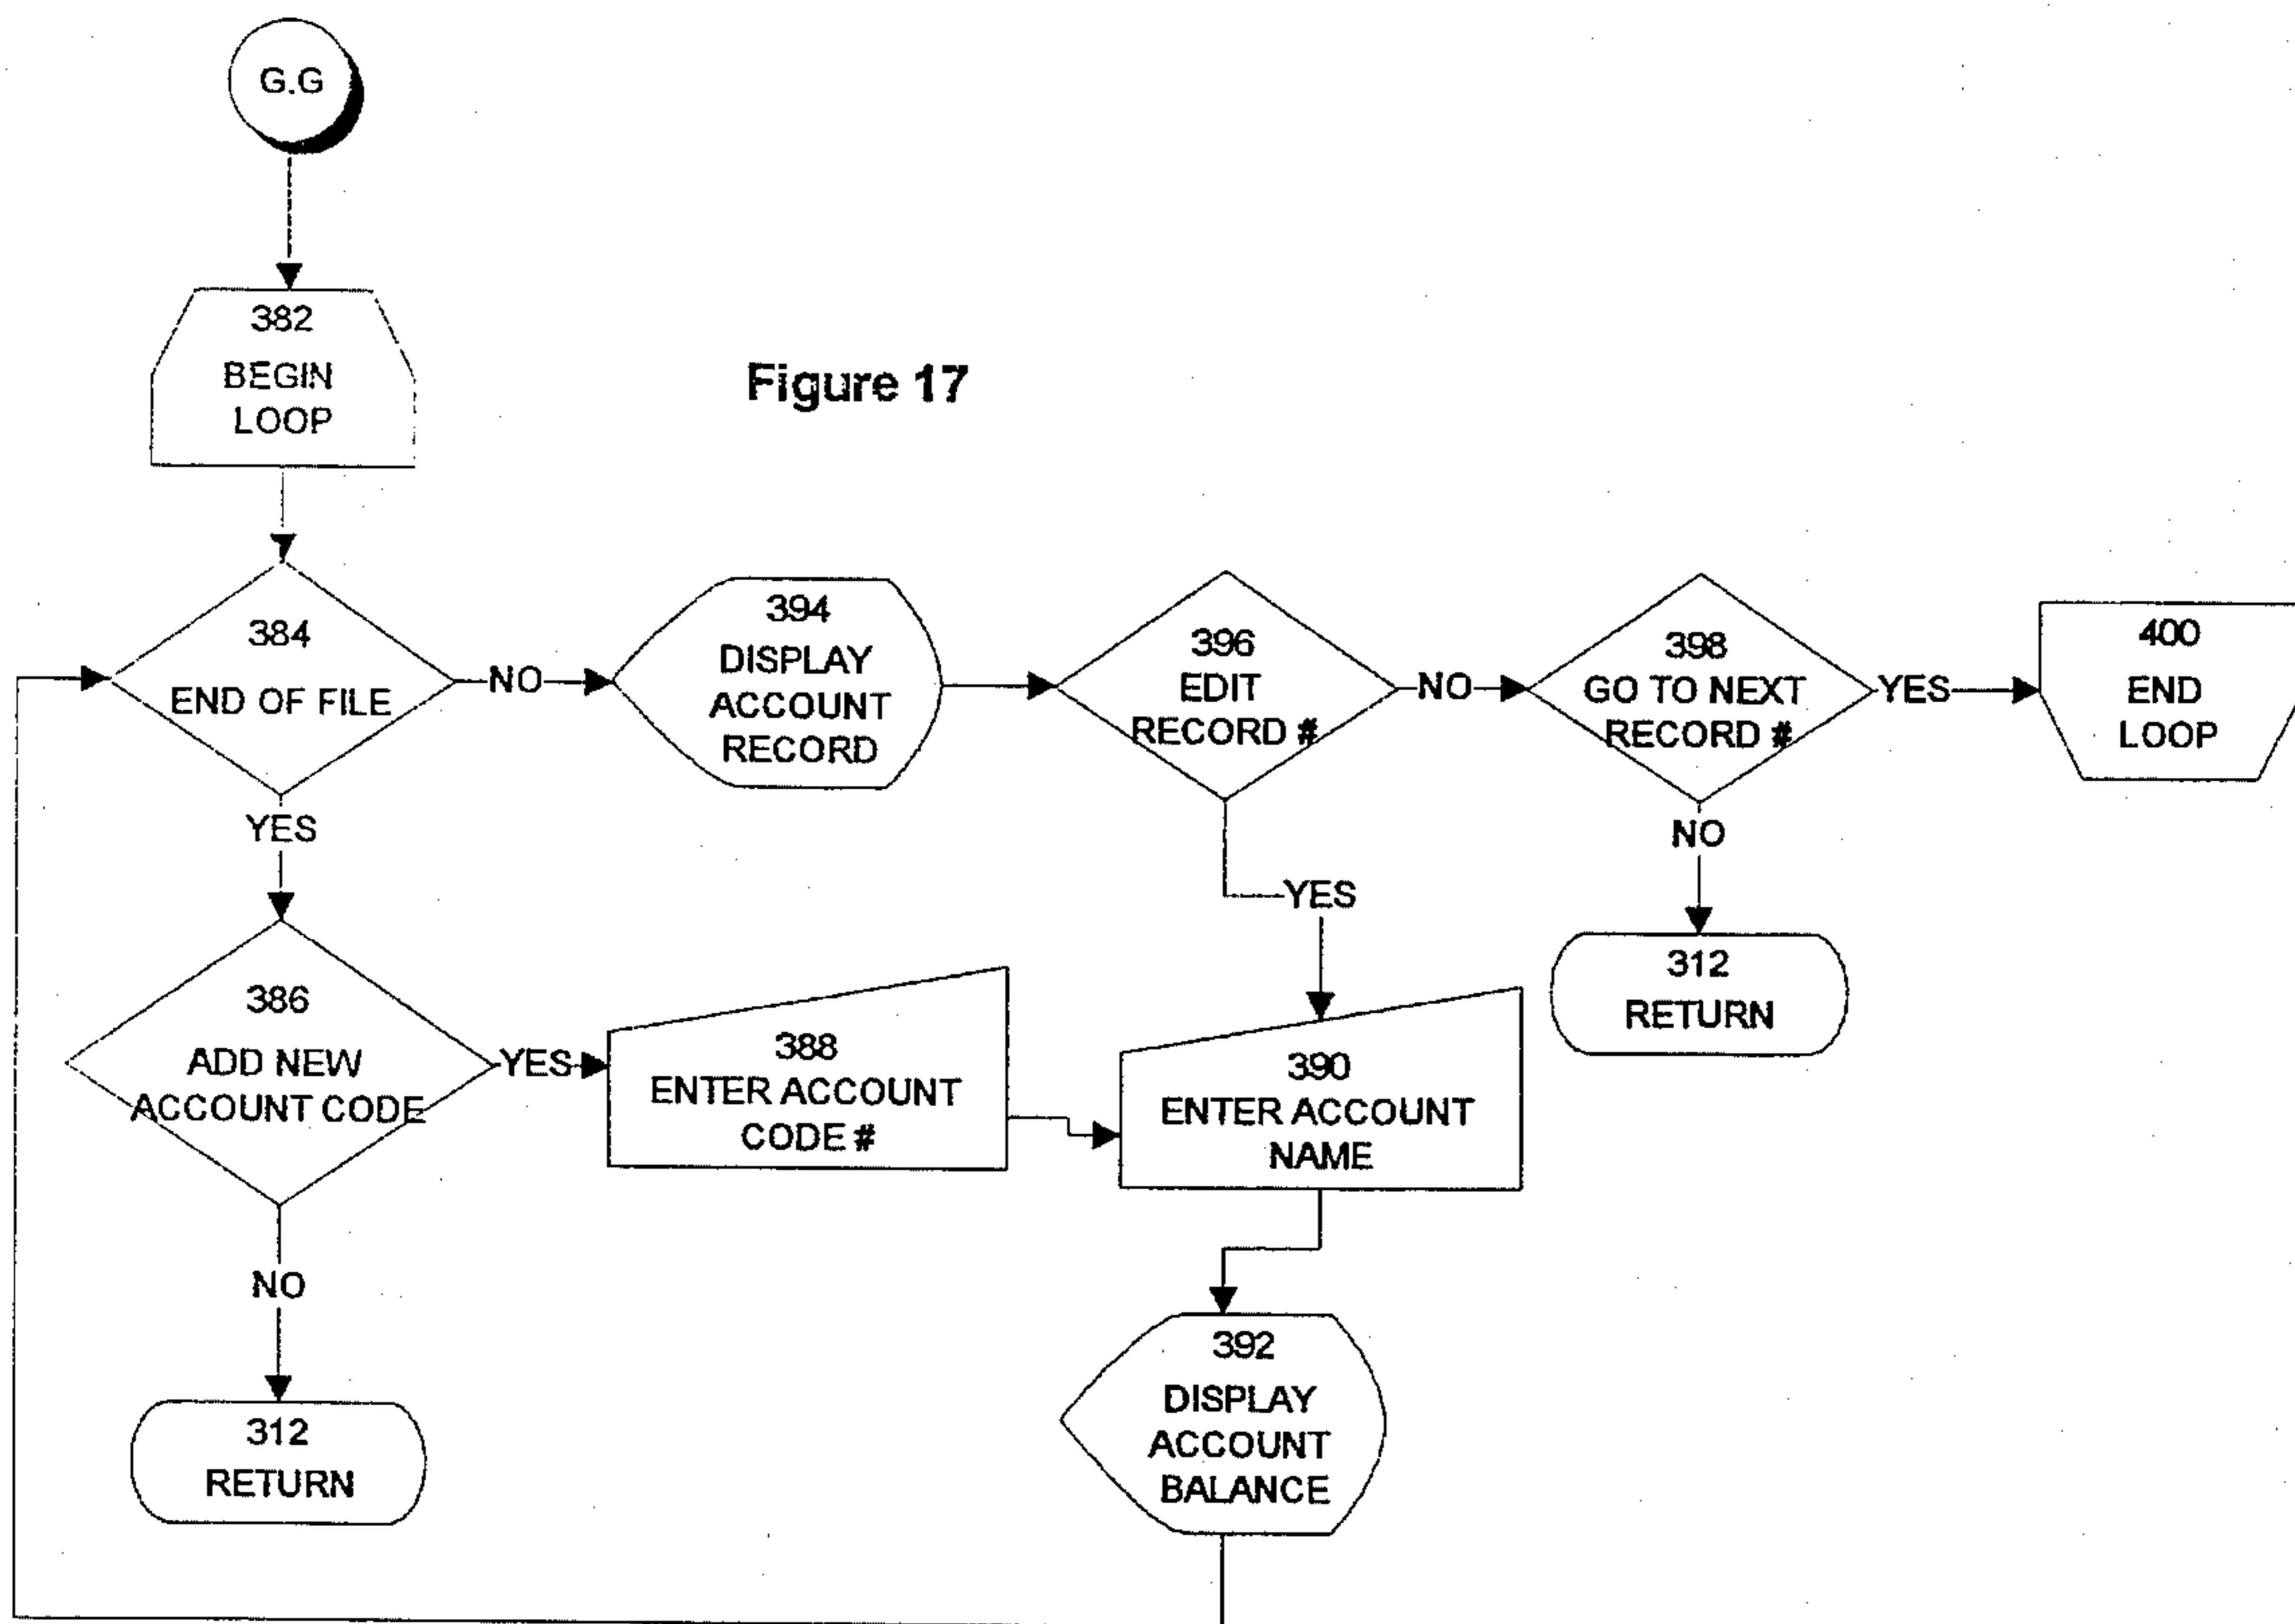 G.G
382
BEGIN
LOOP
Figure 17
384
END OF FILE
NO
394
DISPLAY
ACCOUNT
RECORD
396
EDIT
RECORD #
NO
398
GO TO NEXT
RECORD #
YES
400
END
LOOP
YES
NO
YES
312
RETURN
386
ADD NEW
ACCOUNT CODE
YES
388
ENTER ACCOUNT
CODE #
390
ENTER ACCOUNT
NAME
NO
312
RETURN
392
DISPLAY
ACCOUNT
BALANCE